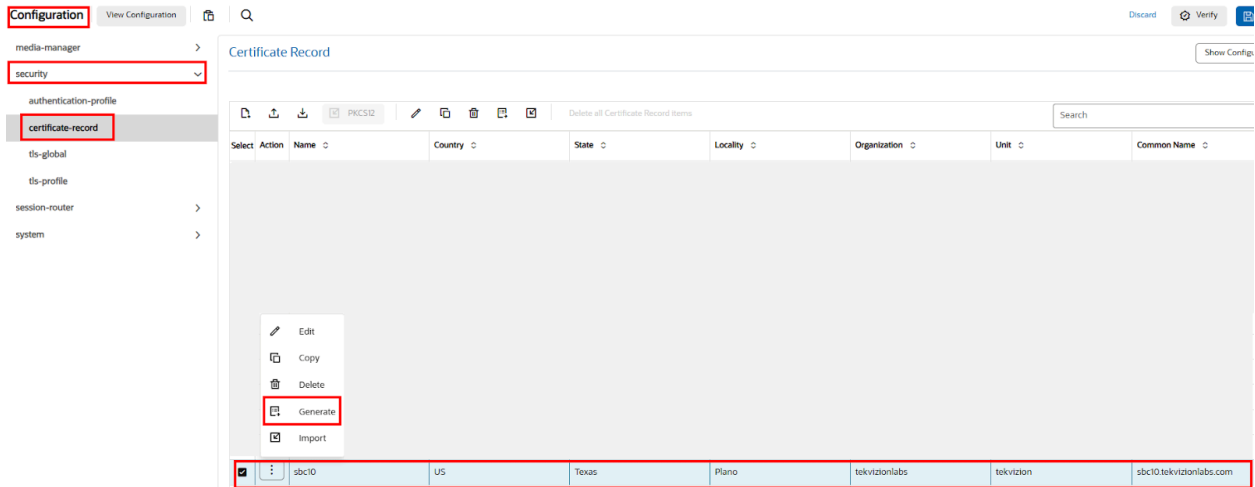 Configuration View Configuration Discard Verify
media-manager
security
authentication-profile
certificate-record
tls-global
tls-profile
session-router
system
Certificate Record Show Configu
PKCS12 Delete all Certificate Record items Search
Select Action Name Country State Locality Organization Unit Common Name
Edit
Copy
Delete
Generate
Import
sbc10 US Texas Plano tekvizionlabs tekvizion sbc10.tekvizionlabs.com